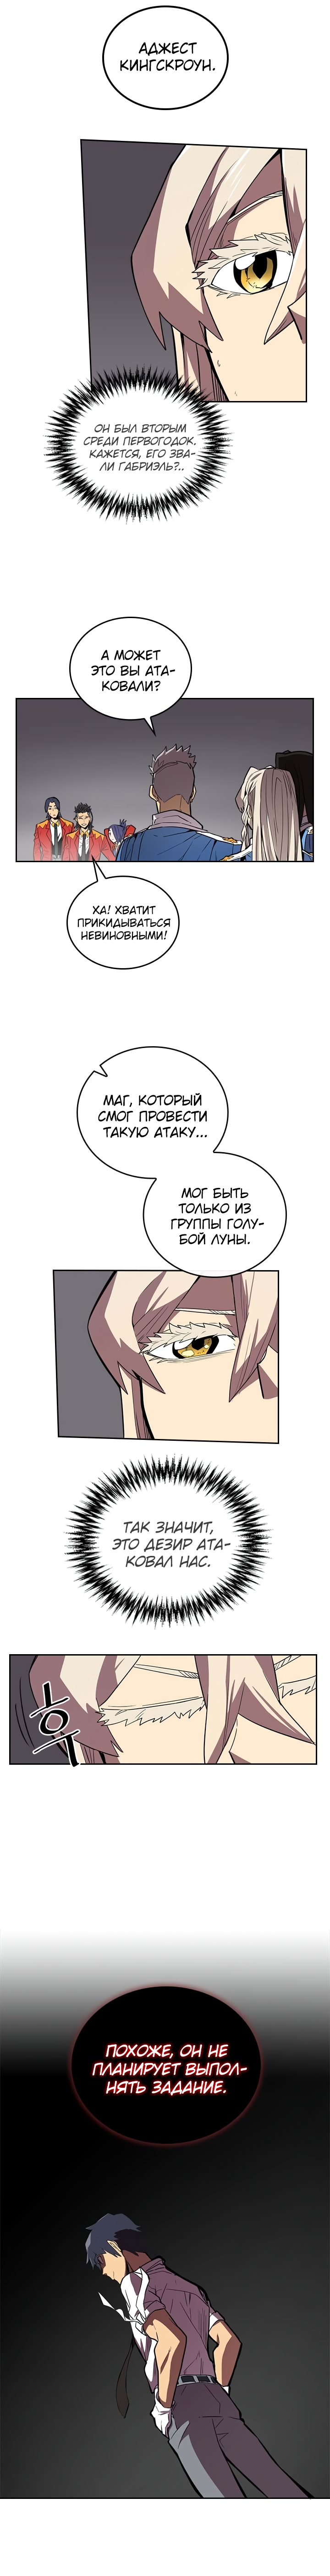 АДЖЕСТ
КИНГСКРОУН.
ОН БЫЛ ВТОРЫМ
СРЕДИ ПЕРВОГОДОК.
КАЖЕТСЯ, ЕГО ЗВА-
ЛИ ГАБРИЭЛЬ?..
А МОЖЕТ
ЭТО ВЫ АТА-
КОВАЛИ?
ХА! ХВАТИТ
ПРИКИДЫВАТЬСЯ
НЕВИНОВНЫМИ!
МАГ, КОТОРЫЙ
СМОГ ПРОВЕСТИ
ТАКУЮ АТАКУ...
МОГ БЫТЬ
ТОЛЬКО ИЗ
ГРУППЫ ГОЛУ-
БОЙ ЛУНЫ.
ТАК ЗНАЧИТ,
ЭТО ДЕЗИР АТА-
КОВАЛ НАС.
후
ПОХОЖЕ, ОН НЕ
ПЛАНИРУЕТ ВЫПОЛ-
НЯТЬ ЗАДАНИЕ.